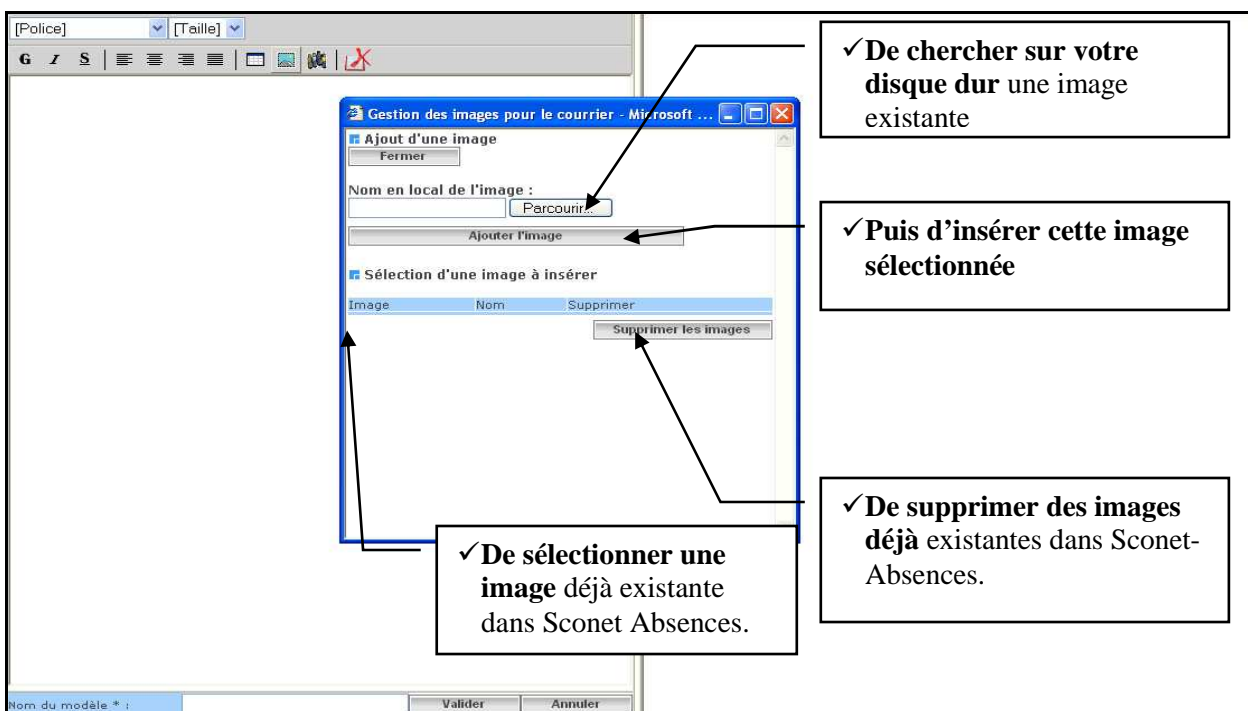 [Police] [Taille]
G I S
Gestion des images pour le courrier - Microsoft ...
Ajout d'une image
Fermer
Nom en local de l'image :
Parcourir...
Ajouter l'image
Sélection d'une image à insérer
Image Nom Supprimer
Supprimer les images
✓De chercher sur votre
disque dur une image
existante
✓Puis d’insérer cette image
sélectionnée
✓De supprimer des images
déjà existantes dans Sconet-
Absences.
✓De sélectionner une
image déjà existante
dans Sconet Absences.
Nom du modèle * : Valider Annuler